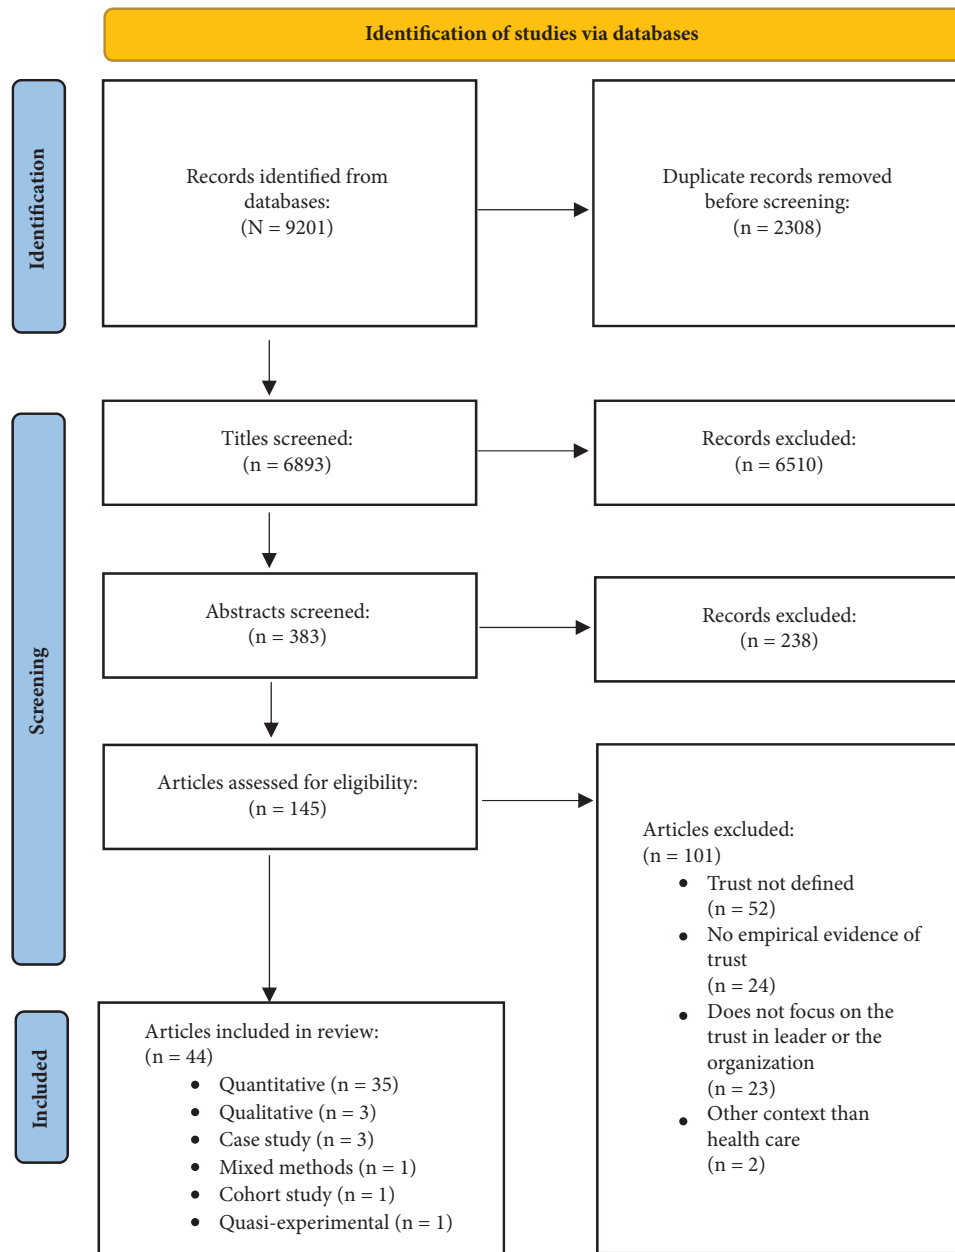 Identification of studies via databases
Identification
Records identified from
databases:
(N = 9201)
Duplicate records removed
before screening:
(n = 2308)
Screening
Titles screened:
(n = 6893)
Records excluded:
(n = 6510)
Abstracts screened:
(n = 383)
Records excluded:
(n = 238)
Articles assessed for eligibility:
(n = 145)
Articles excluded:
(n = 101)
• Trust not defined
(n = 52)
• No empirical evidence of
trust
(n = 24)
• Does not focus on the
trust in leader or the
organization
(n = 23)
• Other context than
health care
(n = 2)
Included
Articles included in review:
(n = 44)
• Quantitative (n = 35)
• Qualitative (n = 3)
• Case study (n = 3)
• Mixed methods (n = 1)
• Cohort study (n = 1)
• Quasi-experimental (n = 1)